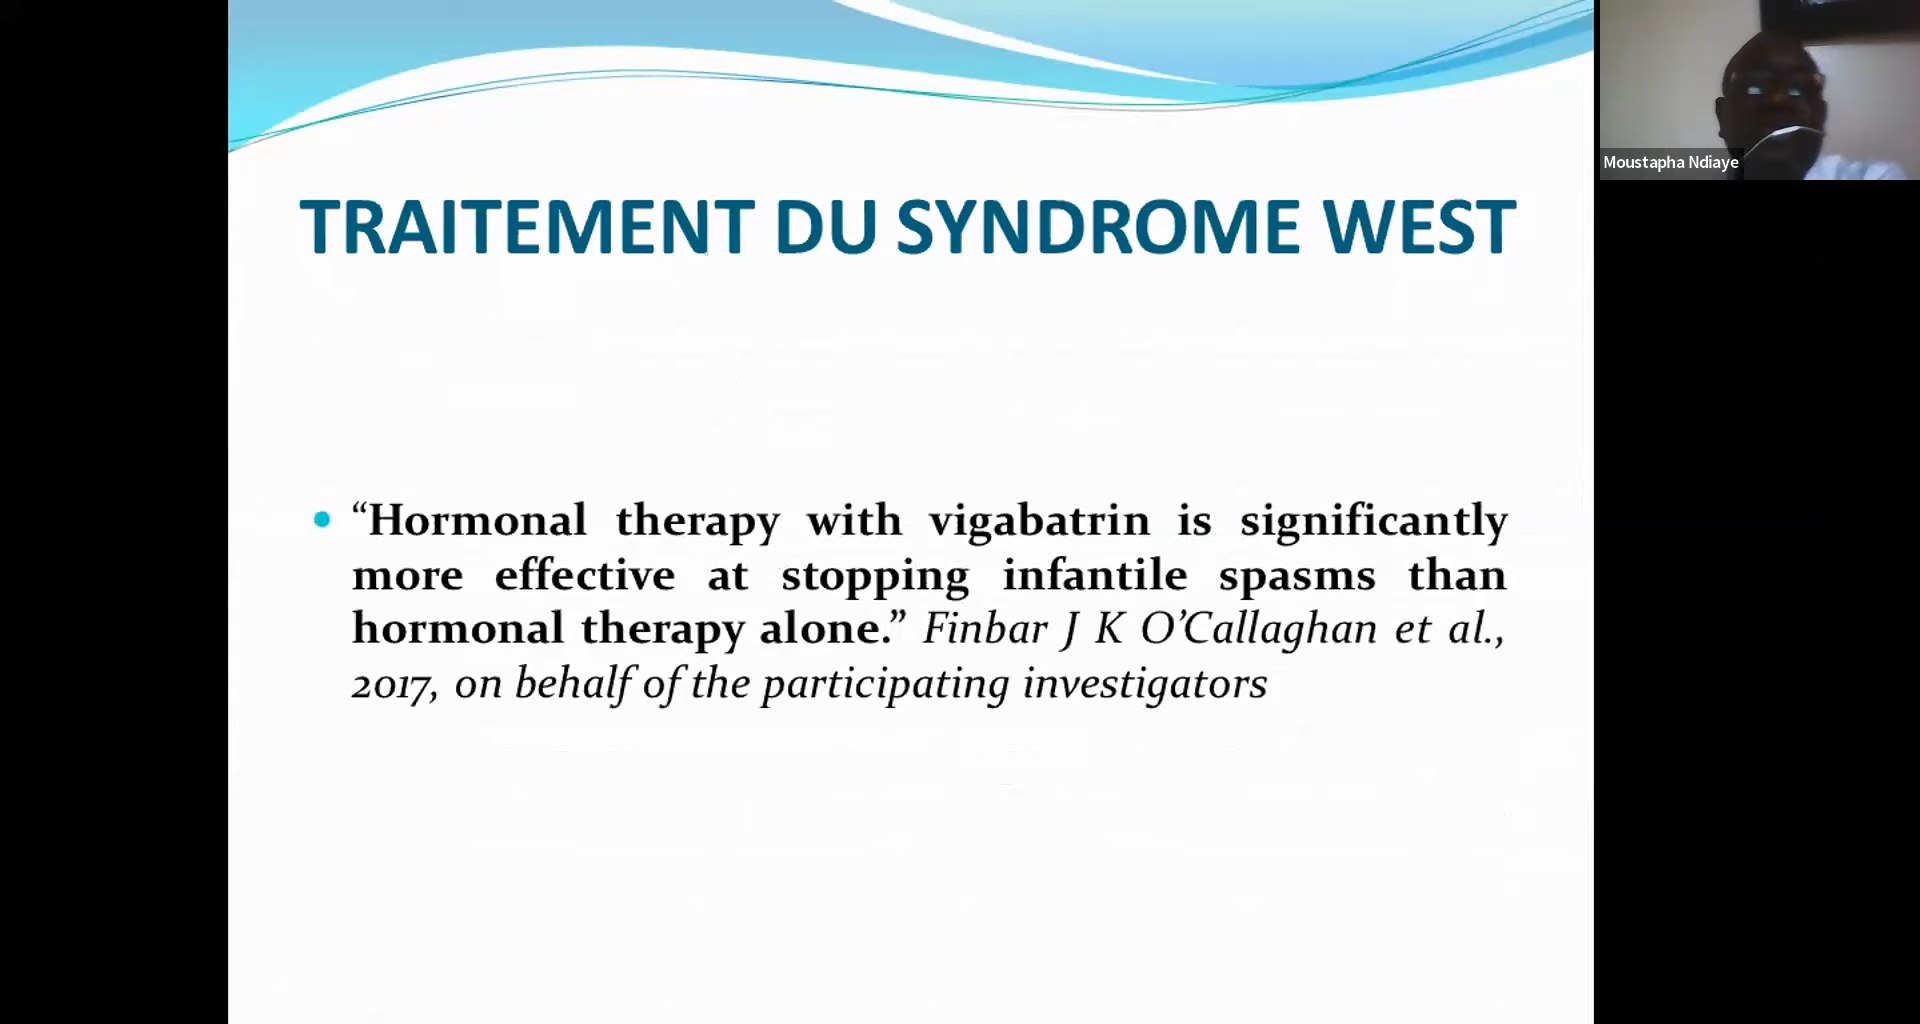 TRAITEMENT DU SYNDROME WEST
• “Hormonal therapy with vigabatrin is significantly
more effective at stopping infantile spasms than
hormonal therapy alone.” Finbar J K O’Callaghan et al.,
2017, on behalf of the participating investigators
Moustapha Ndiaye